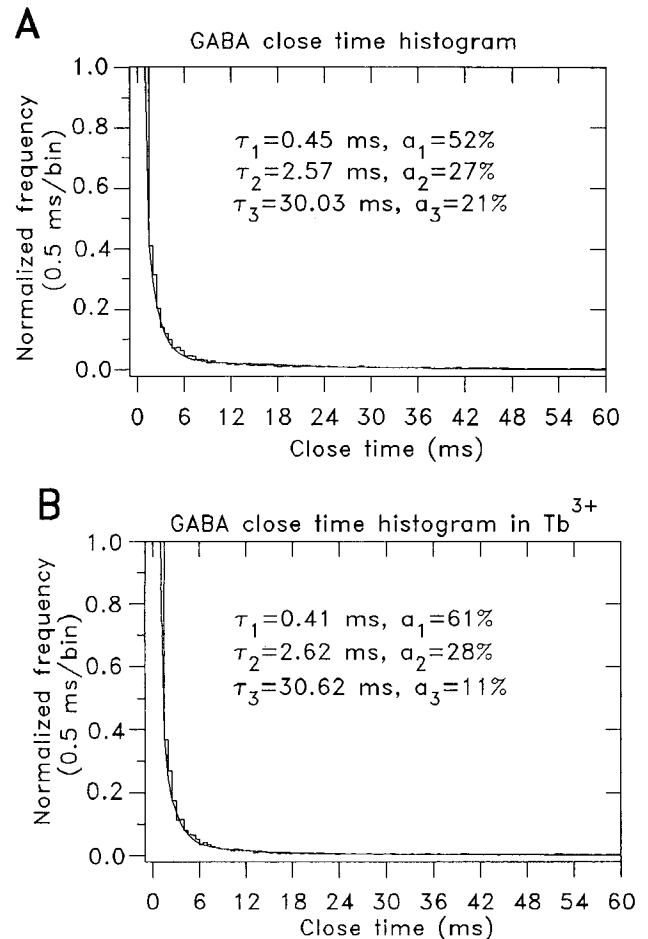 A
GABA close time histogram
Normalized frequency
(0.5 ms/bin)
1.0
0.8
0.6
0.4
0.2
0.0
τ1=0.45 ms, a1=52%
τ2=2.57 ms, a2=27%
τ3=30.03 ms, a3=21%
0 6 12 18 24 30 36 42 48 54 60
Close time (ms)
B
GABA close time histogram in Tb3+
Normalized frequency
(0.5 ms/bin)
1.0
0.8
0.6
0.4
0.2
0.0
τ1=0.41 ms, a1=61%
τ2=2.62 ms, a2=28%
τ3=30.62 ms, a3=11%
0 6 12 18 24 30 36 42 48 54 60
Close time (ms)